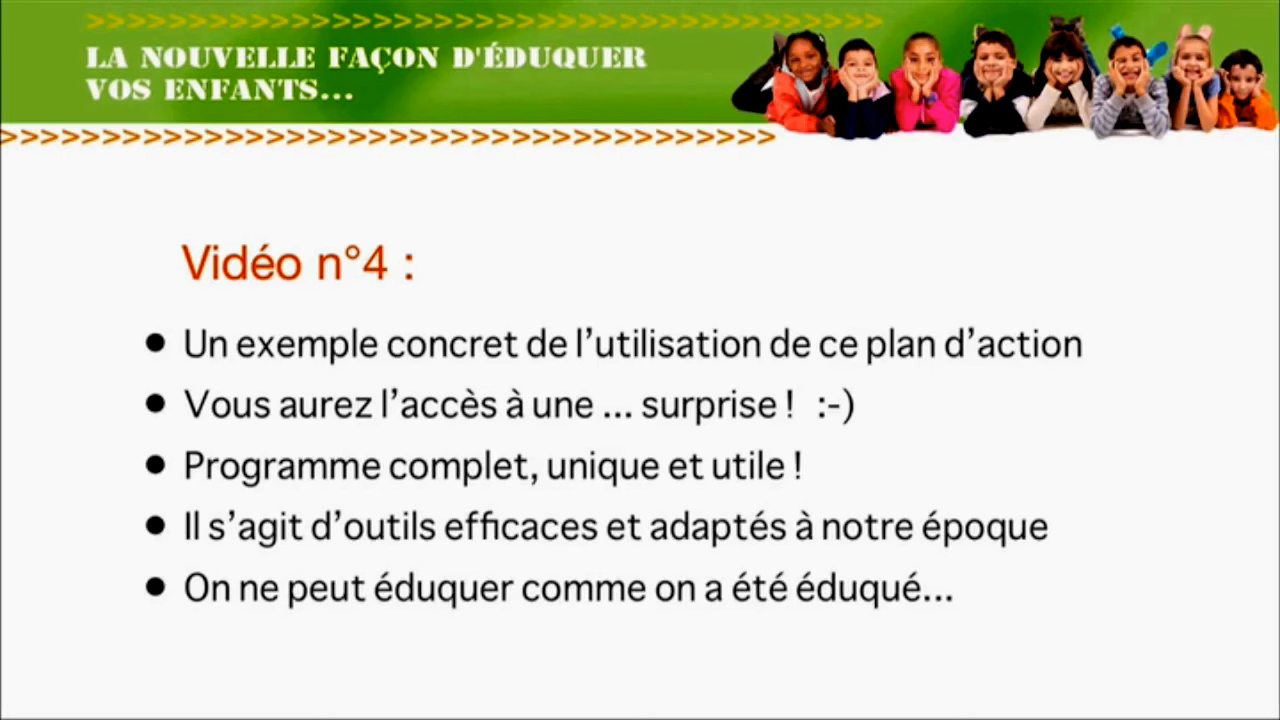 >>>>>>>>>>>>>>>>>>>>>>>>>>>>>>>>>>>>>>>
LA NOUVELLE FAÇON D'ÉDUQUER
VOS ENFANTS...
>>>>>>>>>>>>>>>>>>>>>>>>>>>>>>>>>>>>>>
Vidéo n°4 :
● Un exemple concret de l’utilisation de ce plan d’action
● Vous aurez l’accès à une ... surprise ! :-)
● Programme complet, unique et utile !
● Il s’agit d’outils efficaces et adaptés à notre époque
● On ne peut éduquer comme on a été éduqué...